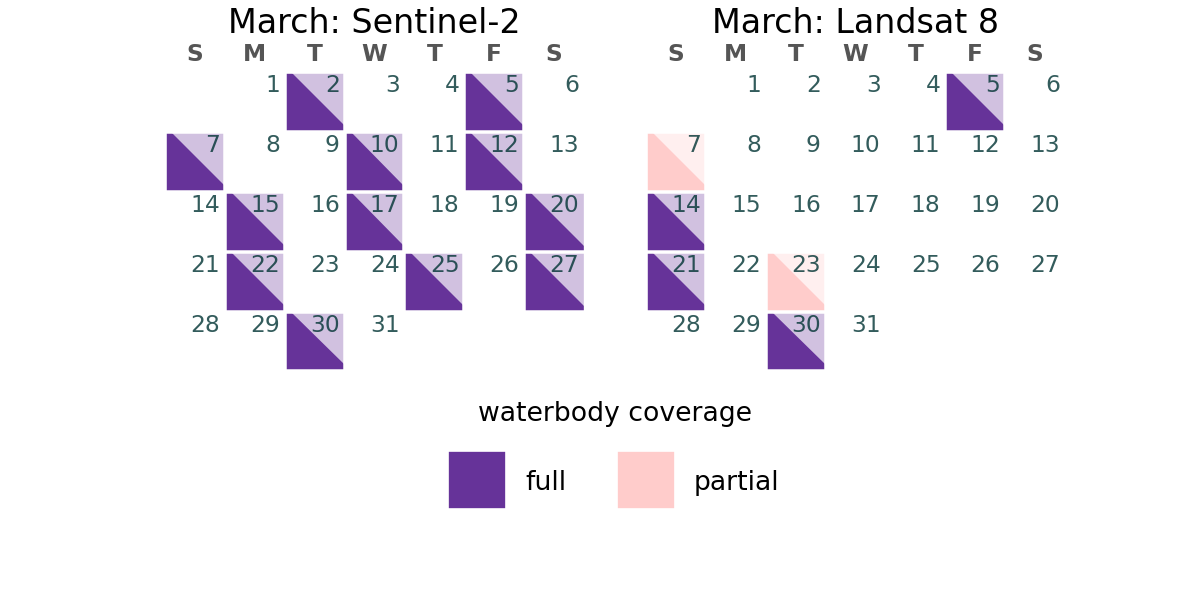 March: Sentinel-2
S M T W T F S
1 2 3 4 5 6
7 8 9 10 11 12 13
14 15 16 17 18 19 20
21 22 23 24 25 26 27
28 29 30 31
March: Landsat 8
S M T W T F S
1 2 3 4 5 6
7 8 9 10 11 12 13
14 15 16 17 18 19 20
21 22 23 24 25 26 27
28 29 30 31
waterbody coverage
full
partial